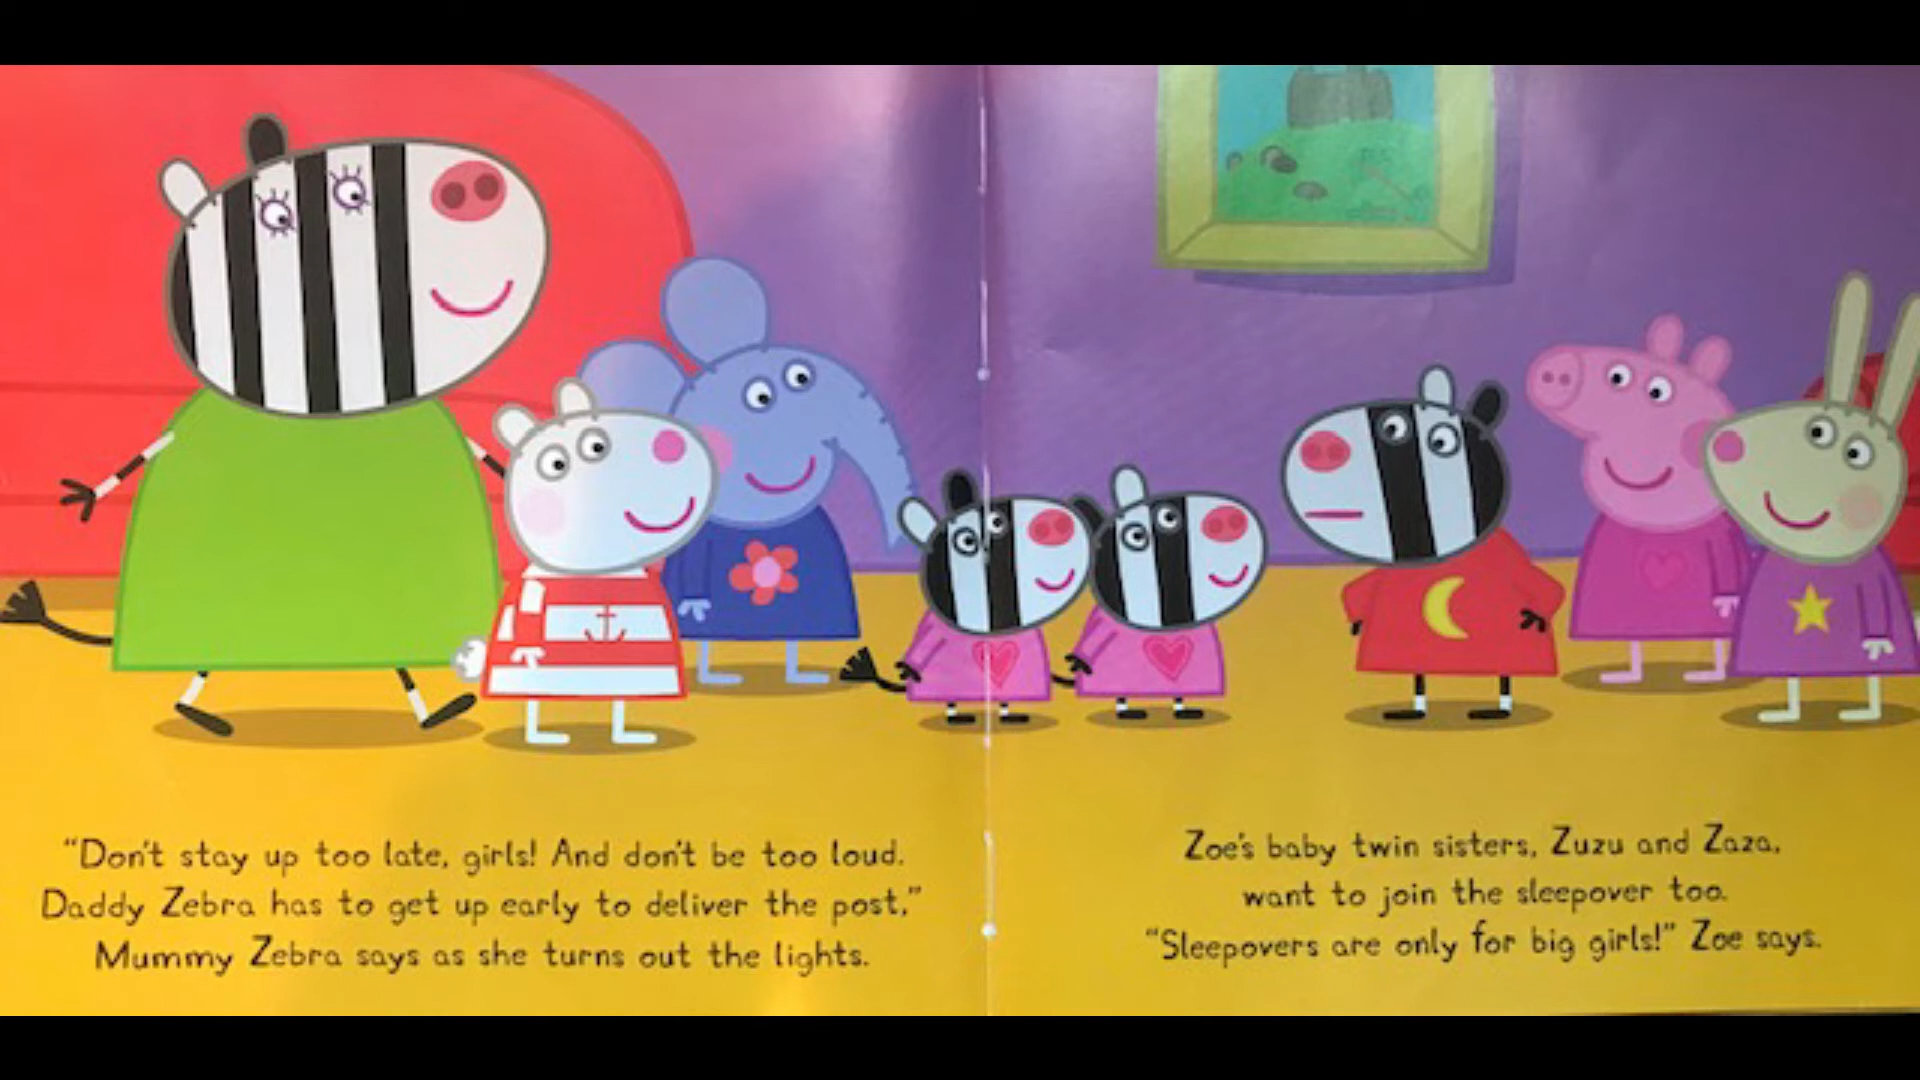 “Don’t stay up too late, girls! And don’t be too loud.
Daddy Zebra has to get up early to deliver the post,”
Mummy Zebra says as she turns out the lights.
Zoe’s baby twin sisters, Zuzu and Zaza,
want to join the sleepover too.
“Sleepovers are only for big girls!” Zoe says.